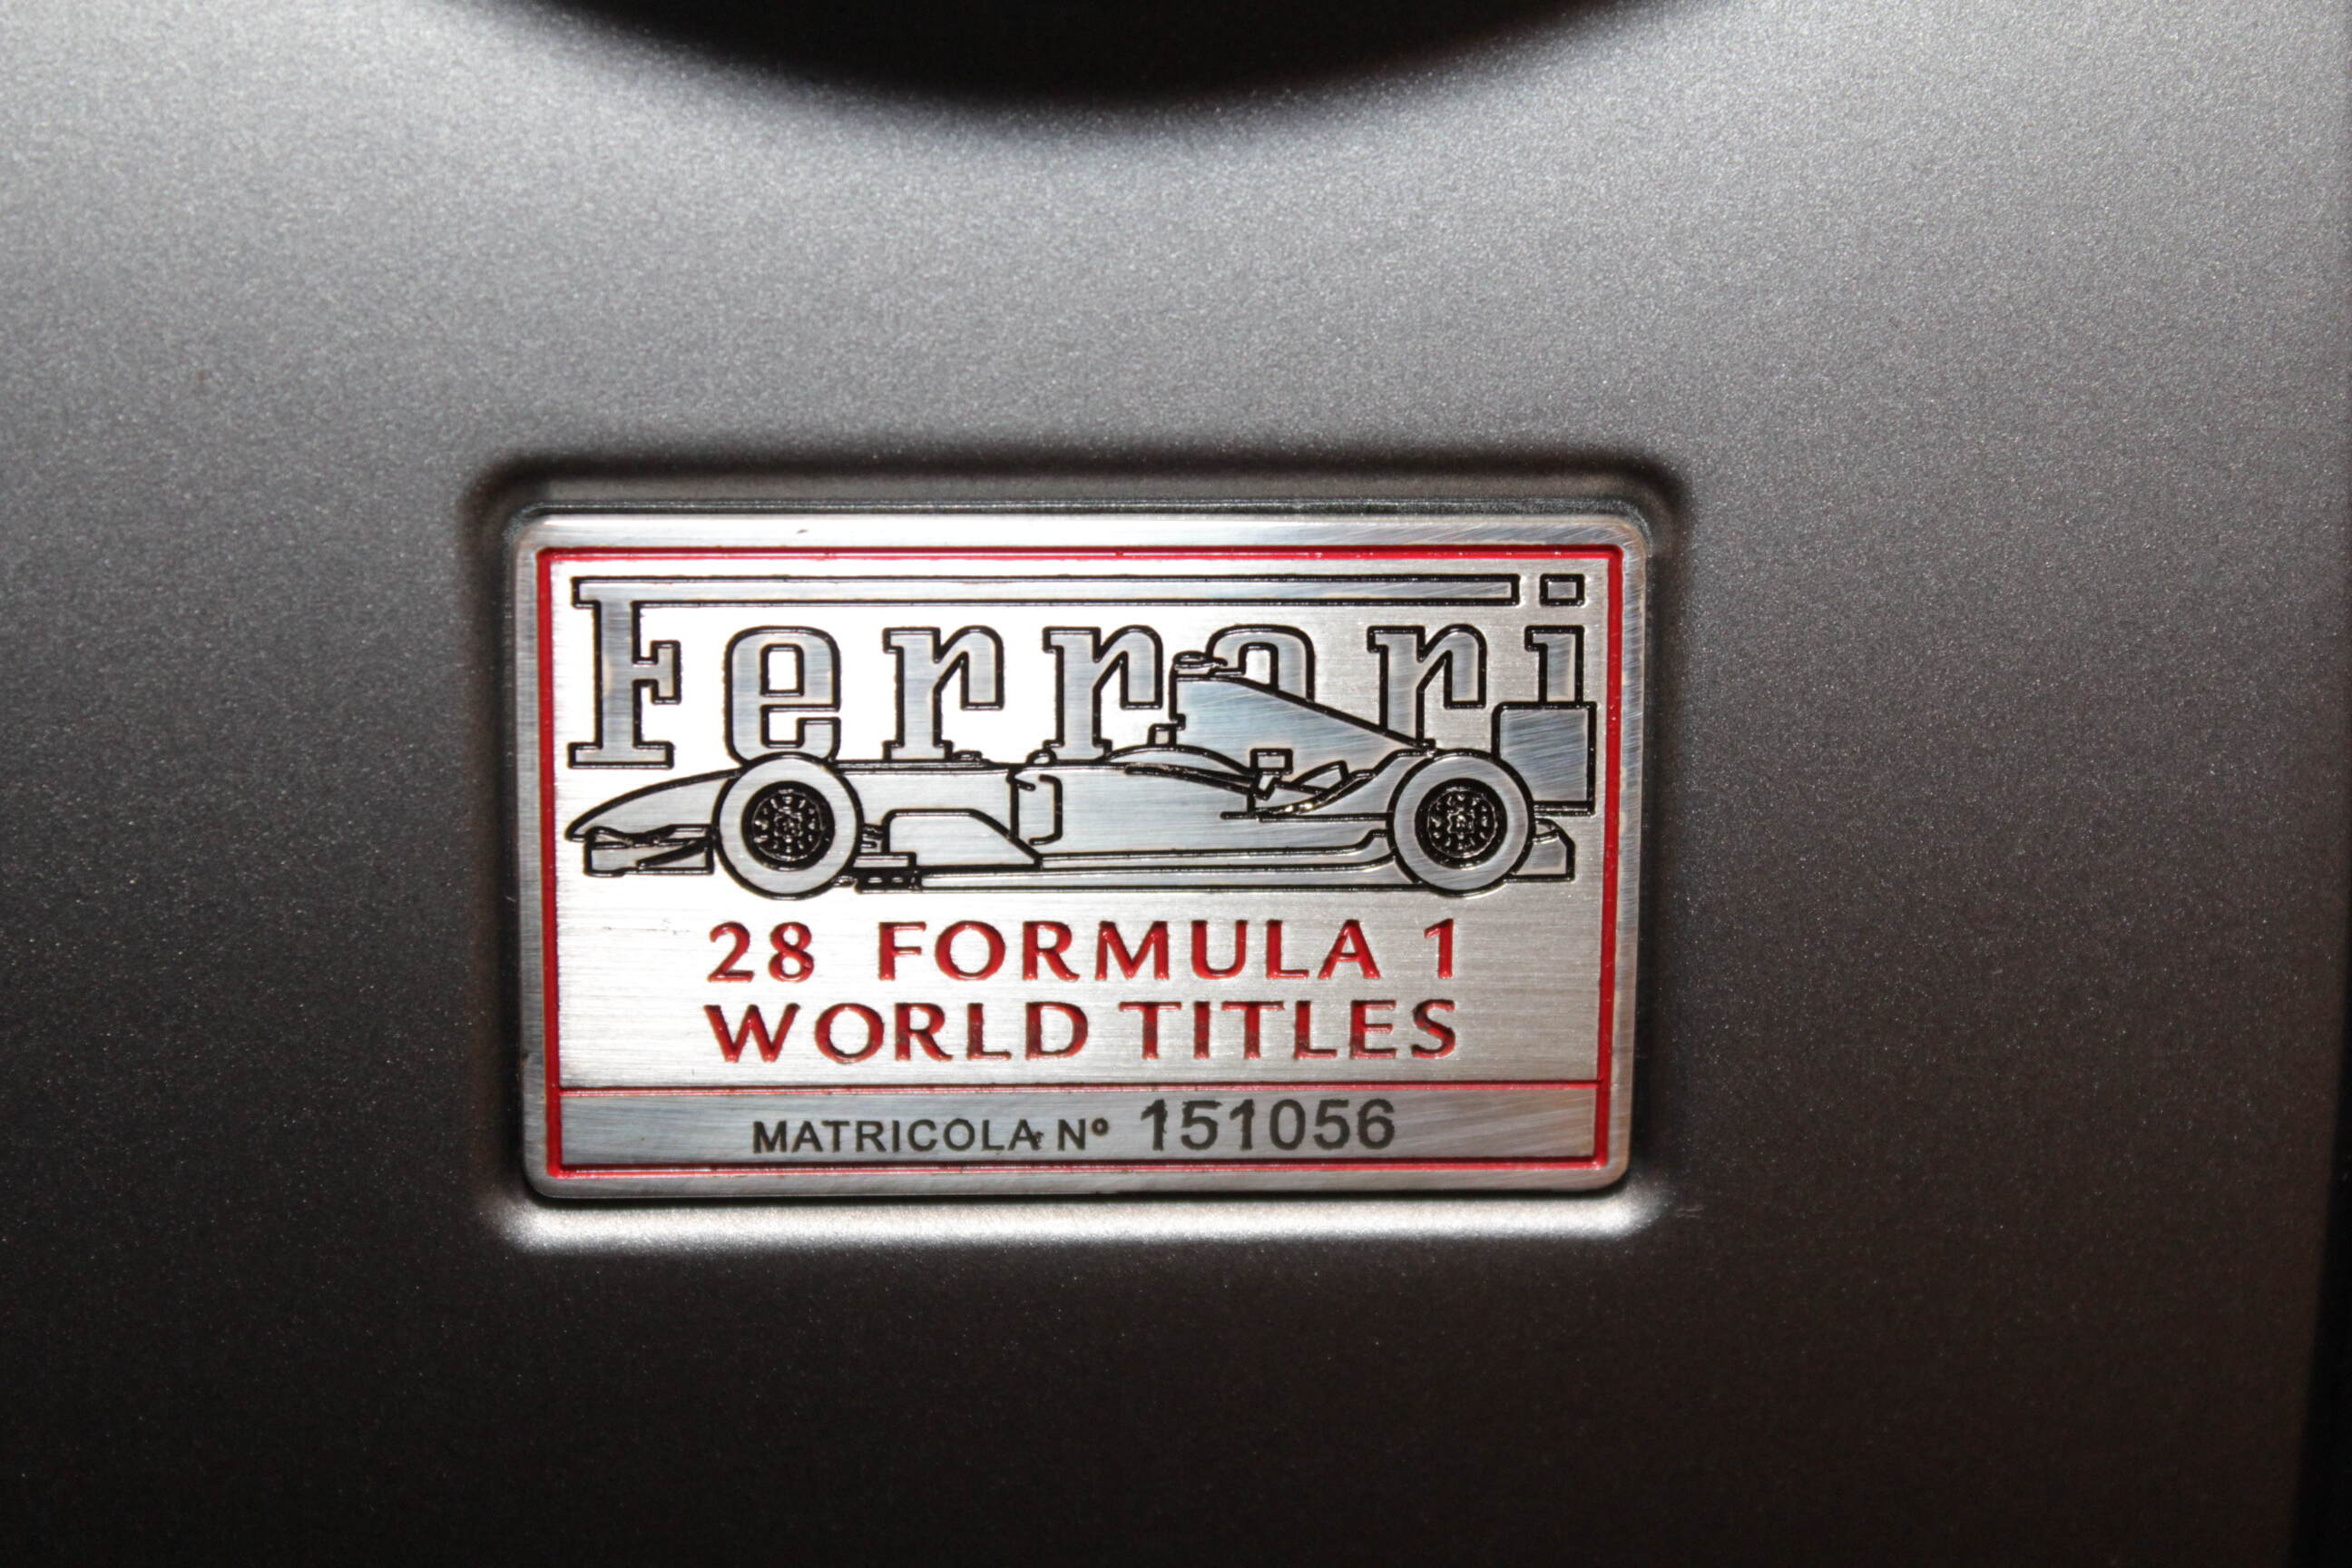 Ferrari
28 FORMULA 1
WORLD TITLES
MATRICOLA Nº 151056